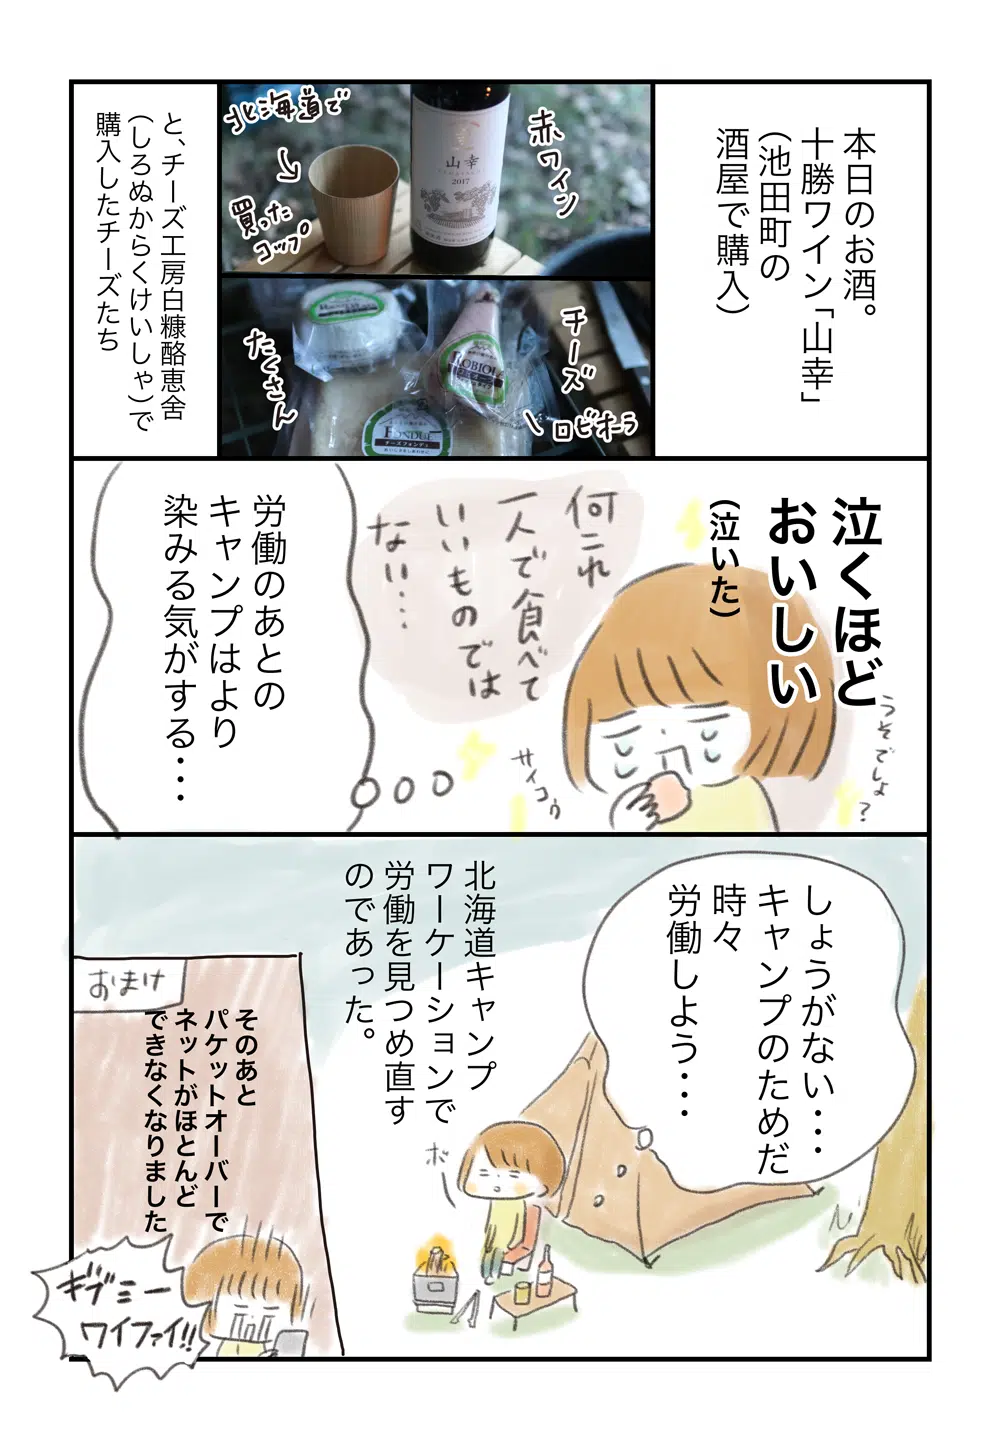 本日のお酒。
十勝ワイン「山幸」
(池田町の
酒屋で購入)
北海道で
買った
コップ
赤ワイン
山幸
2017
と、チーズ工房白糠酪恵舎
(しろぬからくけいしゃ)で
購入したチーズたち
たくさん
チーズ
ロビオーラ
ROBIOLA
FONDUE
チーズフォンデュ
泣くほど
おいしい
(泣いた)
うそでしょ?
何これ
一人で食べて
いいものでは
ない・・・
サイコウ
労働のあとの
キャンプはより
染みる気がする・・・
しょうがない・・・
キャンプのためだ
時々
労働しよう・・・
北海道キャンプ
ワーケーションで
労働を見つめ直す
のであった。
ボ
おまけ
そのあと
パケットオーバーで
ネットがほとんど
できなくなりました
ギブミー
ワイファイ!!